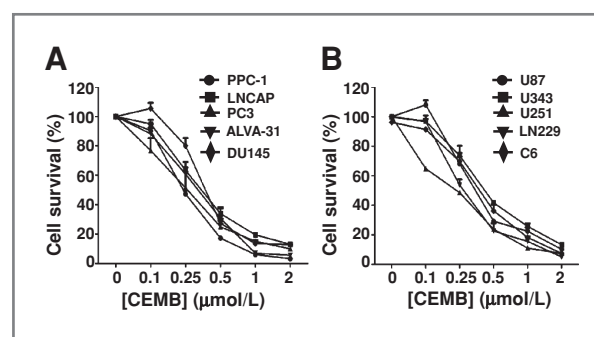 A
Cell survival (%)
120
100
80
60
40
20
0
0 0.1 0.25 0.5 1 2
[CEMB] (μmol/L)
PPC-1
LNCAP
PC3
ALVA-31
DU145
B
Cell survival (%)
120
100
80
60
40
20
0
0 0.1 0.25 0.5 1 2
[CEMB] (μmol/L)
U87
U343
U251
LN229
C6